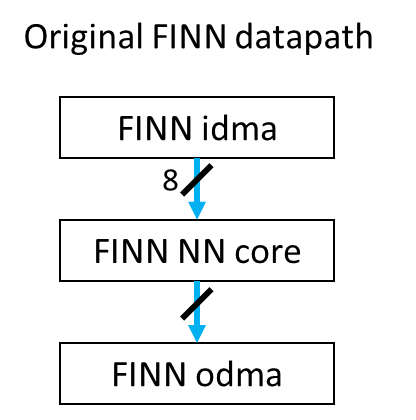 Original FINN datapath
FINN idma
8
FINN NN core
FINN odma